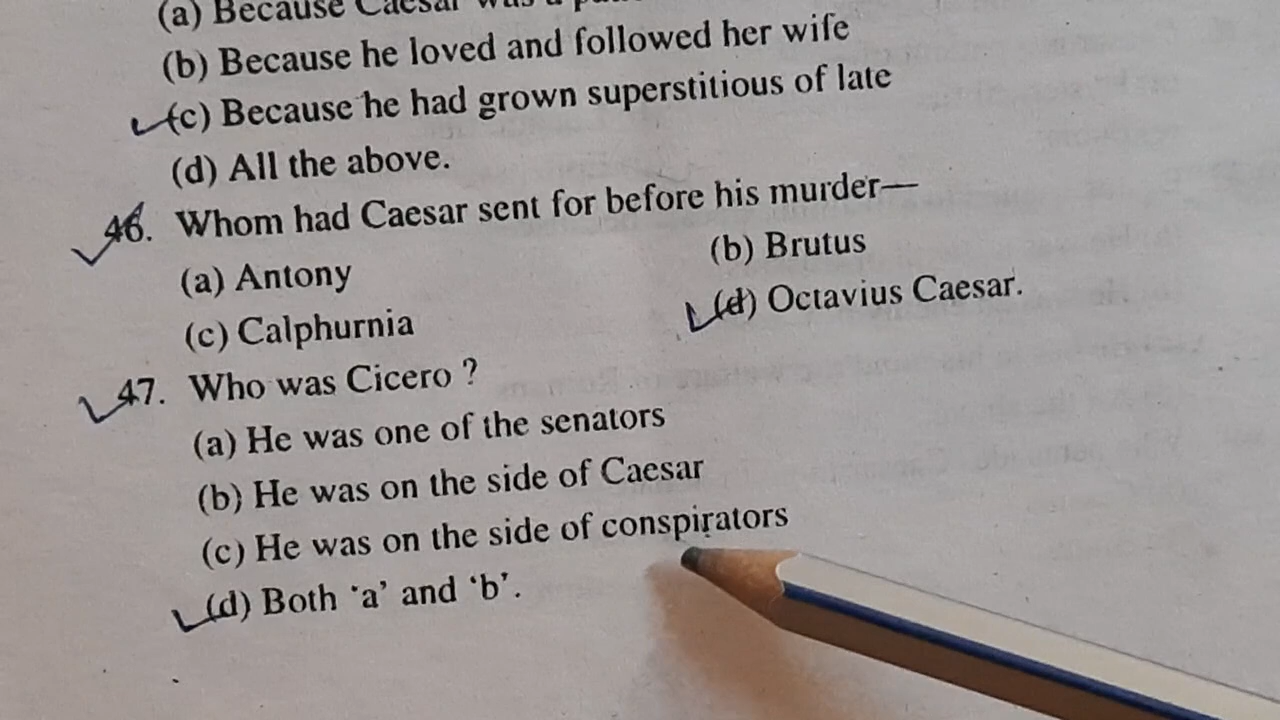 (a) Because Caesar was a
(b) Because he loved and followed her wife
(c) Because he had grown superstitious of late
(d) All the above.
46. Whom had Caesar sent for before his murder—
(a) Antony (b) Brutus
(c) Calphurnia (d) Octavius Caesar.
47. Who was Cicero ?
(a) He was one of the senators
(b) He was on the side of Caesar
(c) He was on the side of conspirators
(d) Both ‘a’ and ‘b’.